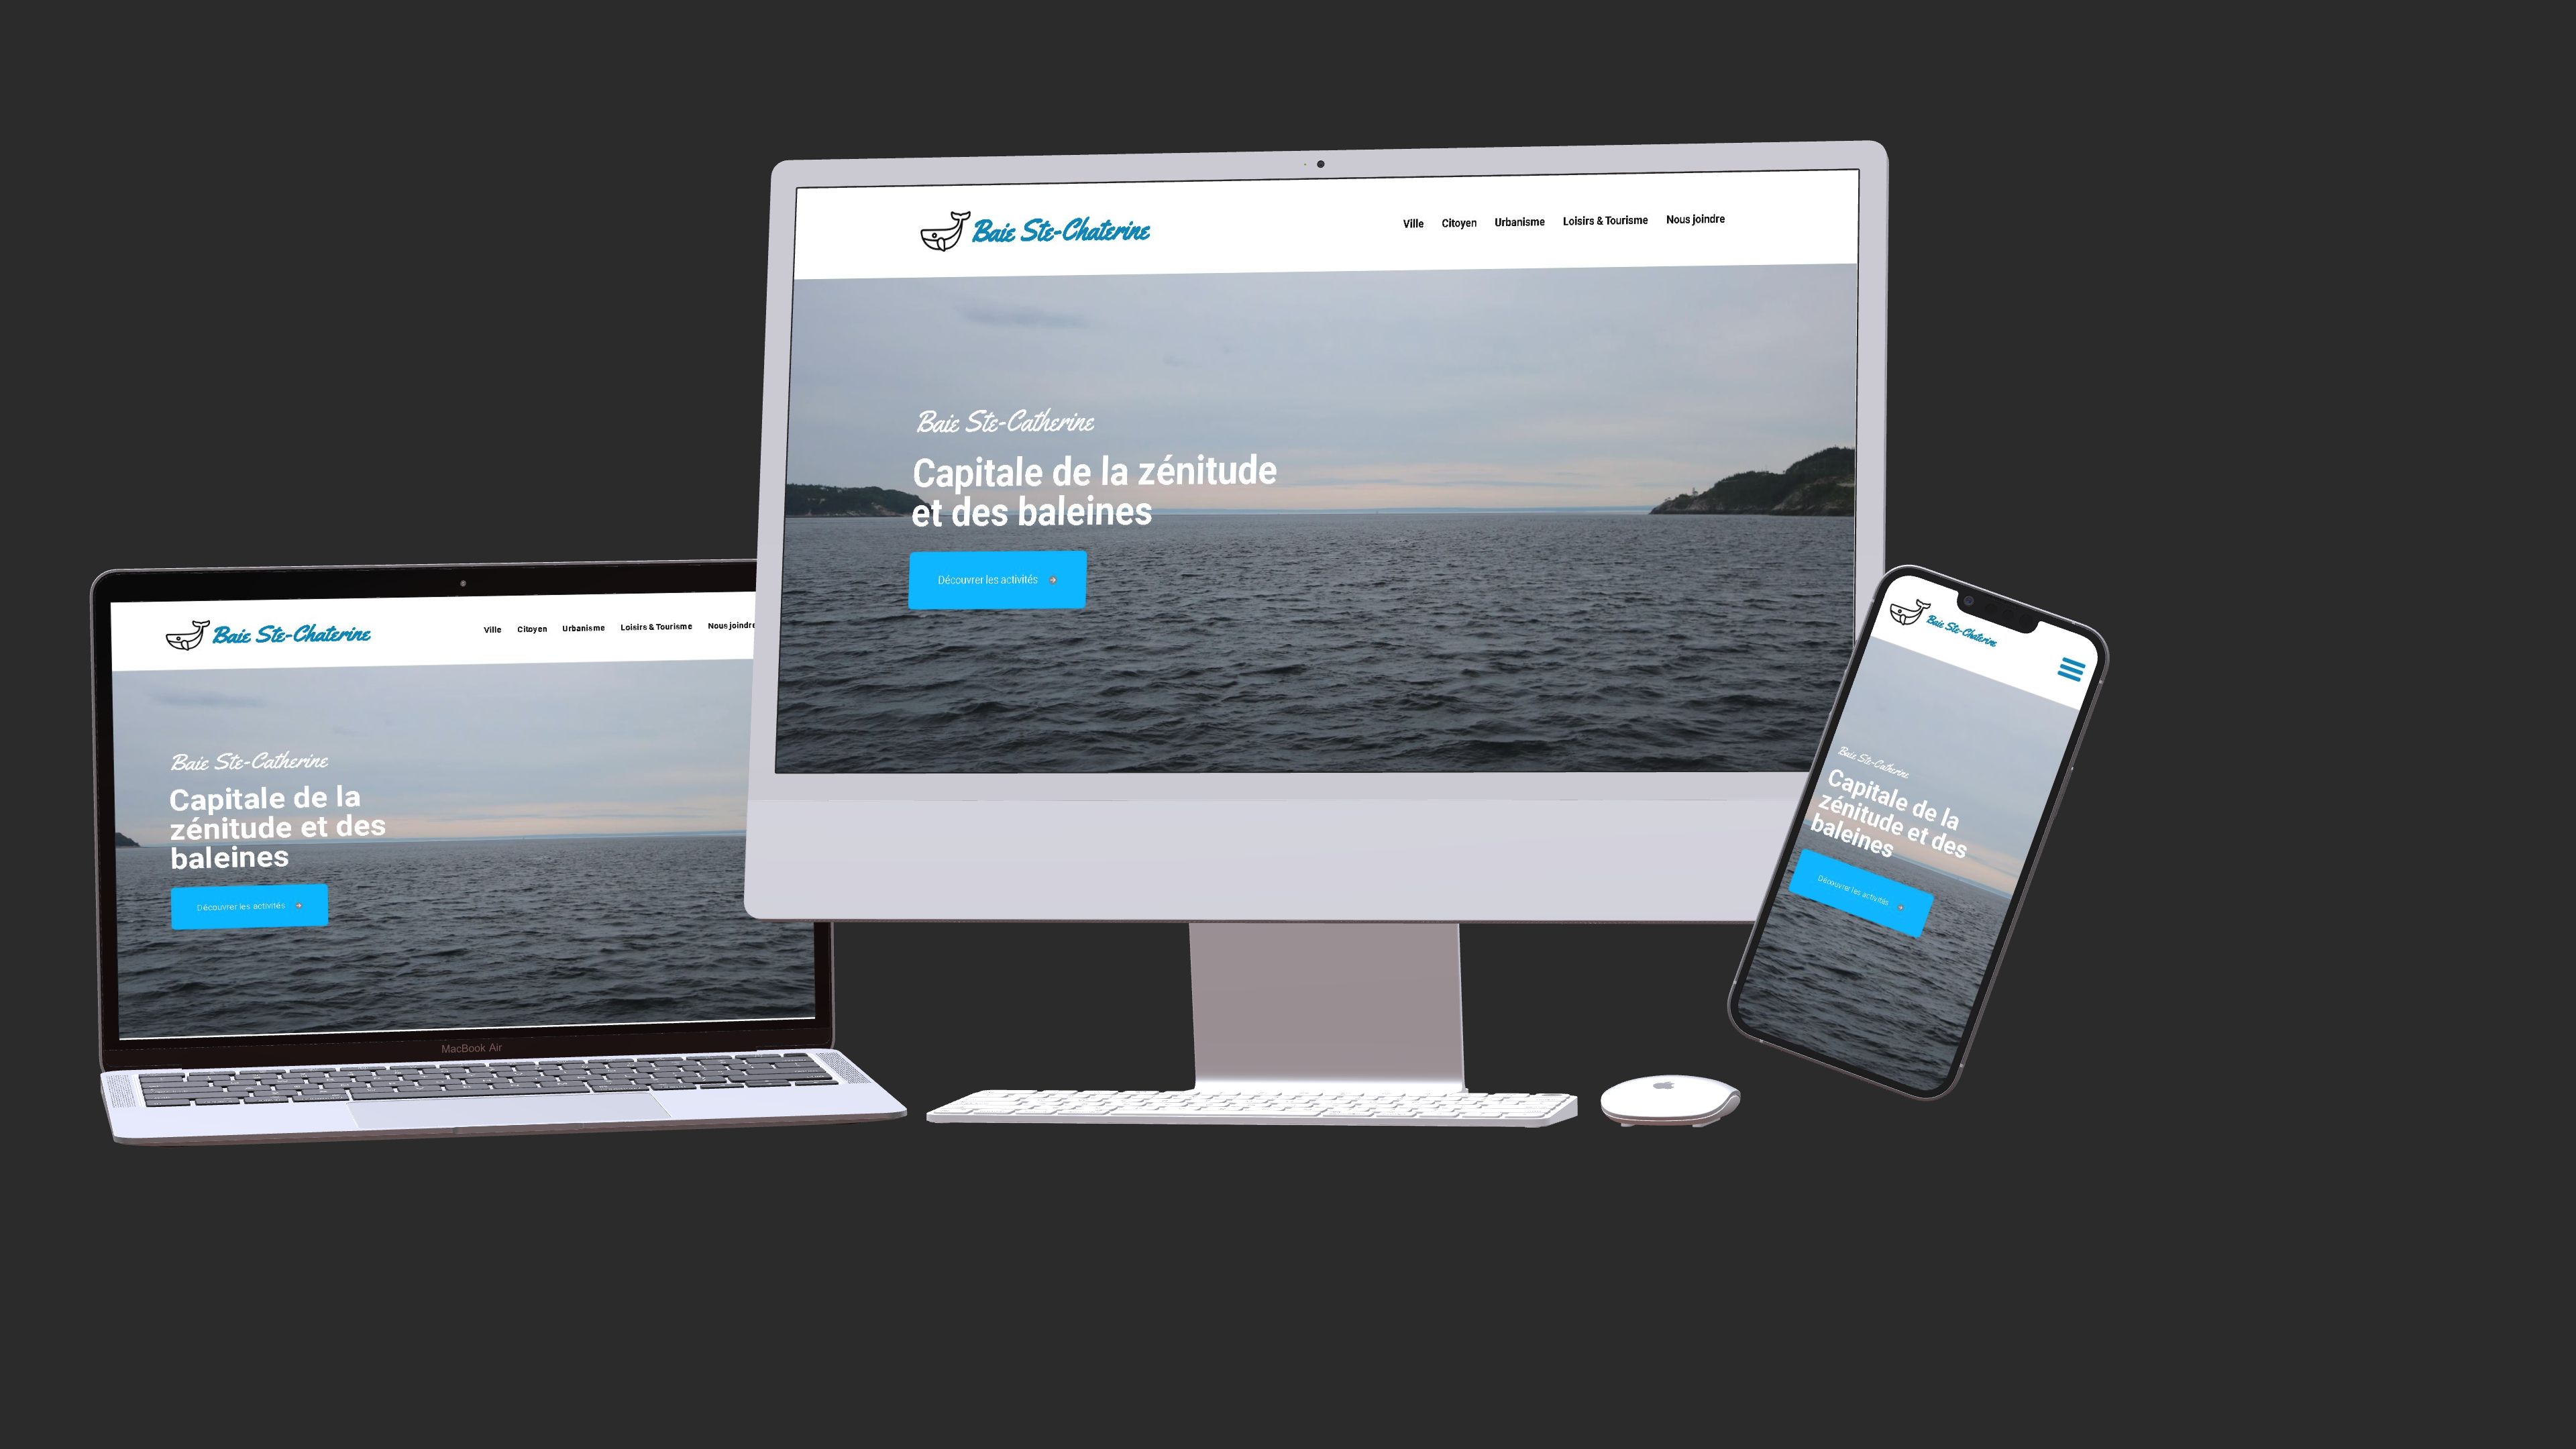 Baie Ste-Chaterine
Ville Citoyen Urbanisme Loisirs & Tourisme Nous joindre
Baie Ste-Catherine
Capitale de la zénitude
et des baleines
Découvrer les activités
Baie Ste-Chaterine
Ville Citoyen Urbanisme Loisirs & Tourisme Nous joindre
Baie Ste-Catherine
Capitale de la
zénitude et des
baleines
Découvrer les activités
MacBook Air
Baie Ste-Chaterine
Baie Ste-Catherine
Capitale de la
zénitude et des
baleines
Découvrer les activités